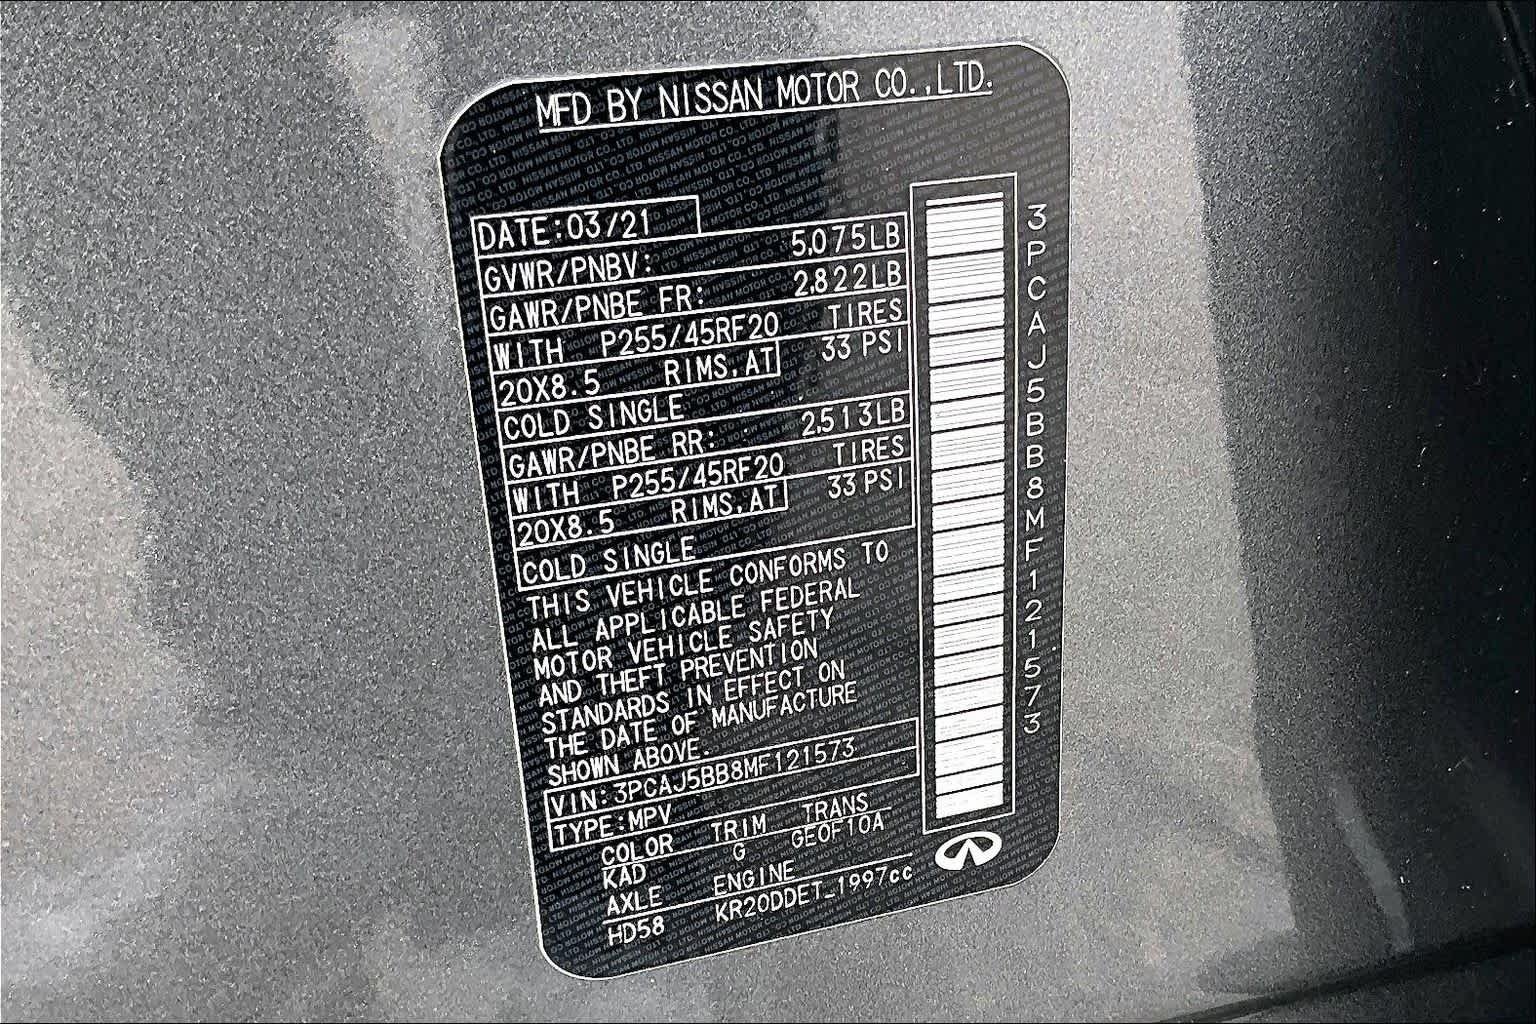 MFD BY NISSAN MOTOR CO.,LTD.
DATE:03/21
GVWR/PNBV: 5,075LB
GAWR/PNBE FR: 2,822LB
WITH P255/45RF20 TIRES
20X8.5 RIMS,AT 33 PSI
COLD SINGLE
GAWR/PNBE RR: 2,513LB
WITH P255/45RF20 TIRES
20X8.5 RIMS,AT 33 PSI
COLD SINGLE
THIS VEHICLE CONFORMS TO
ALL APPLICABLE FEDERAL
MOTOR VEHICLE SAFETY
AND THEFT PREVENTION
STANDARDS IN EFFECT ON
THE DATE OF MANUFACTURE
SHOWN ABOVE.
VIN:3PCAJ5BB8MF121573
TYPE:MPV
COLOR TRIM TRANS
KAD G GE0F10A
AXLE ENGINE
HD58 KR20DDET-1997cc
3PCAJ5BB8MF121573